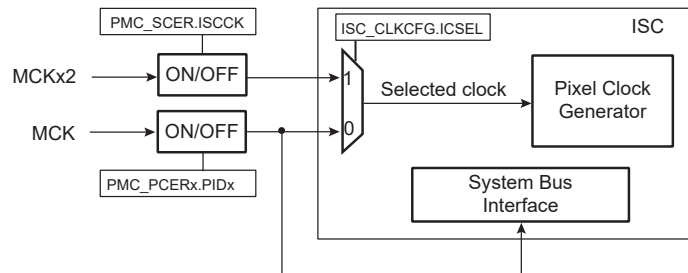 PMC_SCER.ISCCK
ISC_CLKCFG.ICSEL
ISC
MCKx2
ON/OFF
1
Selected clock
Pixel Clock
Generator
MCK
ON/OFF
0
PMC_PCERx.PIDx
System Bus
Interface